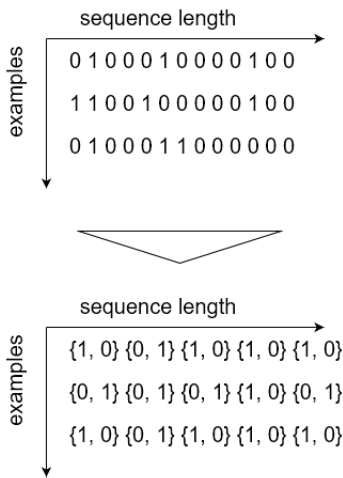 sequence length
examples
0 1 0 0 0 1 0 0 0 0 1 0 0
1 1 0 0 1 0 0 0 0 0 1 0 0
0 1 0 0 0 1 1 0 0 0 0 0 0
sequence length
examples
{1, 0} {0, 1} {1, 0} {1, 0} {1, 0}
{0, 1} {0, 1} {0, 1} {1, 0} {0, 1}
{1, 0} {0, 1} {1, 0} {1, 0} {1, 0}